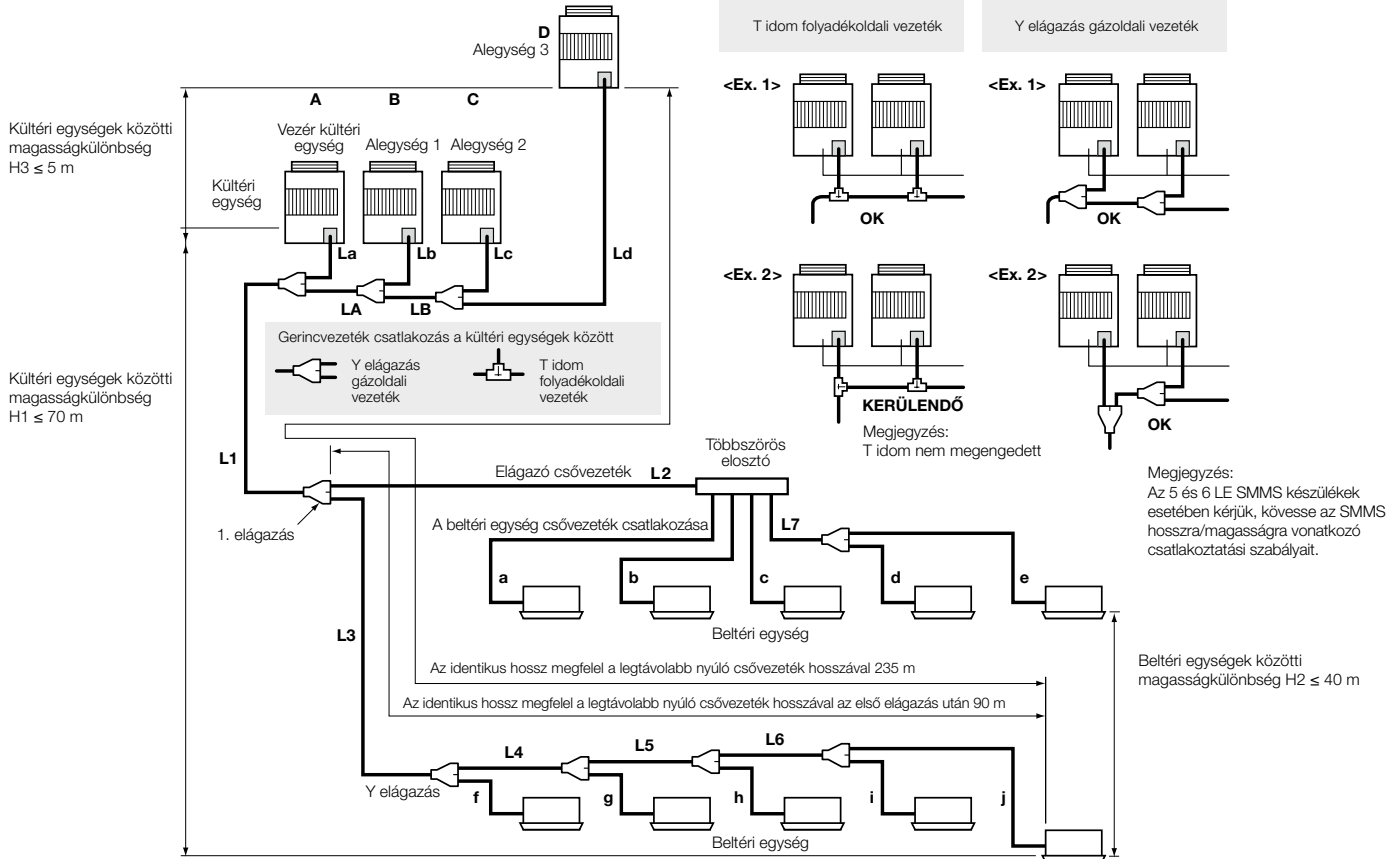 D
Alegység 3
T idom folyadékoldali vezeték
Y elágazás gázoldali vezeték
Kültéri egységek közötti
magasságkülönbség
H3 ≤ 5 m
A
B
C
Vezér kültéri
egység
Alegység 1
Alegység 2
Kültéri
egység
La
Lb
Lc
Ld
LA
LB
<Ex. 1>
OK
<Ex. 1>
OK
Gerincvezeték csatlakozás a kültéri egységek között
Y elágazás
gázoldali
vezeték
T idom
folyadékoldali
vezeték
<Ex. 2>
KERÜLENDŐ
Megjegyzés:
T idom nem megengedett
<Ex. 2>
OK
Megjegyzés:
Az 5 és 6 LE SMMS készülékek
esetében kérjük, kövesse az SMMS
hosszra/magasságra vonatkozó
csatlakoztatási szabályait.
Kültéri egységek közötti
magasságkülönbség
H1 ≤ 70 m
L1
1. elágazás
Elágazó csővezeték
L2
Többszörös
elosztó
A beltéri egység csővezeték csatlakozása
L7
a
b
c
d
e
Beltéri egység
L3
Az identikus hossz megfelel a legtávolabb nyúló csővezeték hosszával 235 m
Az identikus hossz megfelel a legtávolabb nyúló csővezeték hosszával az első elágazás után 90 m
Beltéri egységek közötti
magasságkülönbség H2 ≤ 40 m
L4
L5
L6
Y elágazás
f
g
h
i
j
Beltéri egység